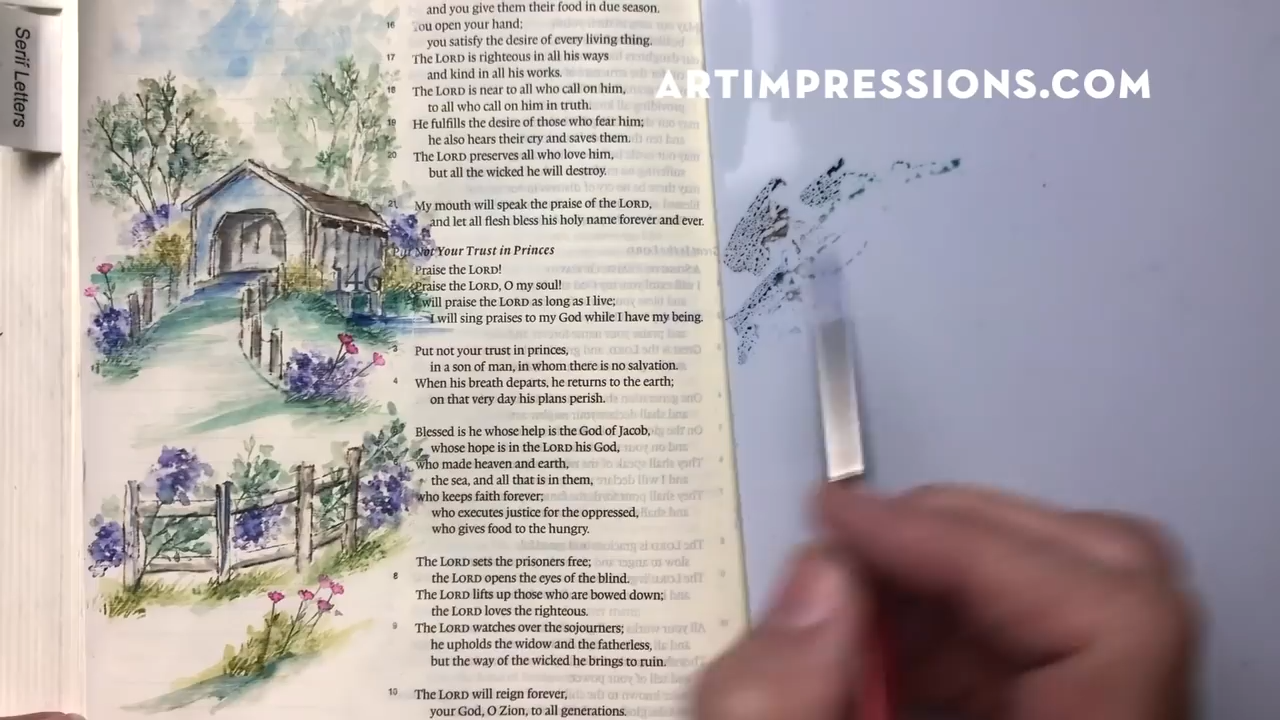 Serif Letters
ARTIMPRESSIONS.COM
and you give them their food in due season.
16 You open your hand;
you satisfy the desire of every living thing.
17 The LORD is righteous in all his ways
and kind in all his works.
18 The LORD is near to all who call on him,
to all who call on him in truth.
19 He fulfills the desire of those who fear him;
he also hears their cry and saves them.
20 The LORD preserves all who love him,
but all the wicked he will destroy.
21 My mouth will speak the praise of the LORD,
and let all flesh bless his holy name forever and ever.
Put Not Your Trust in Princes
146 Praise the LORD!
Praise the LORD, O my soul!
I will praise the LORD as long as I live;
I will sing praises to my God while I have my being.
3 Put not your trust in princes,
in a son of man, in whom there is no salvation.
4 When his breath departs, he returns to the earth;
on that very day his plans perish.
Blessed is he whose help is the God of Jacob,
whose hope is in the LORD his God,
who made heaven and earth,
the sea, and all that is in them,
who keeps faith forever;
who executes justice for the oppressed,
who gives food to the hungry.
The LORD sets the prisoners free;
8 the LORD opens the eyes of the blind.
The LORD lifts up those who are bowed down;
the LORD loves the righteous.
9 The LORD watches over the sojourners;
he upholds the widow and the fatherless,
but the way of the wicked he brings to ruin.
10 The LORD will reign forever,
your God, O Zion, to all generations.